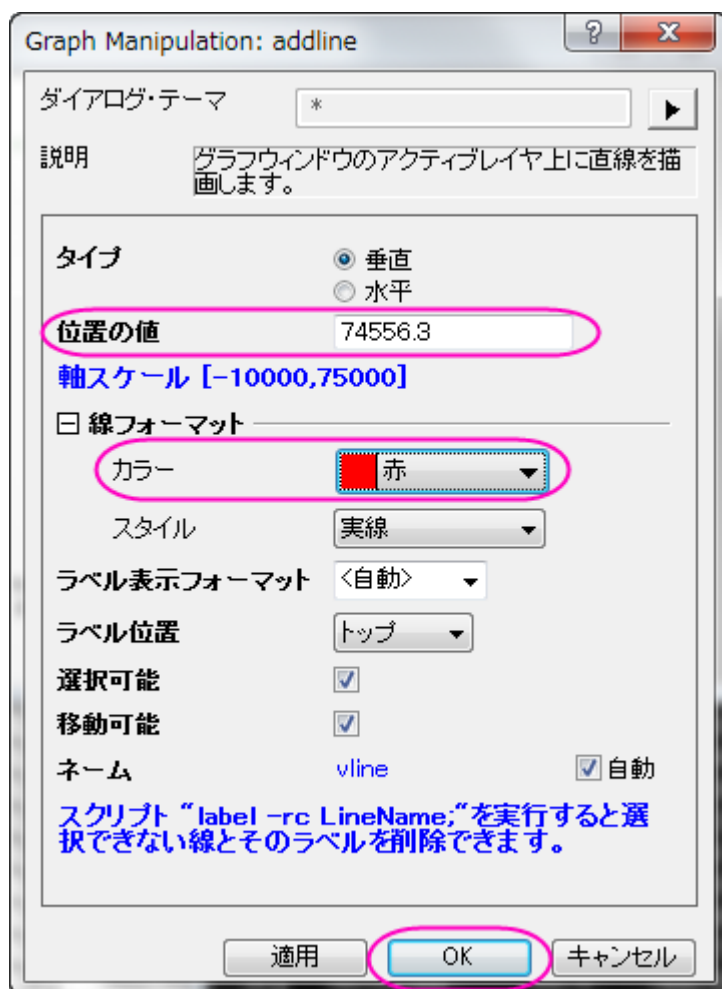 Graph Manipulation: addline
ダイアログ・テーマ *
説明 グラフウィンドウのアクティブレイヤ上に直線を描
画します。
タイプ 垂直
水平
位置の値 74556.3
軸スケール [-10000,75000]
線フォーマット
カラー 赤
スタイル 実線
ラベル表示フォーマット <自動>
ラベル位置 トップ
選択可能
移動可能
ネーム vline 自動
スクリプト "label -rc LineName;"を実行すると選
択できない線とそのラベルを削除できます。
適用 OK キャンセル